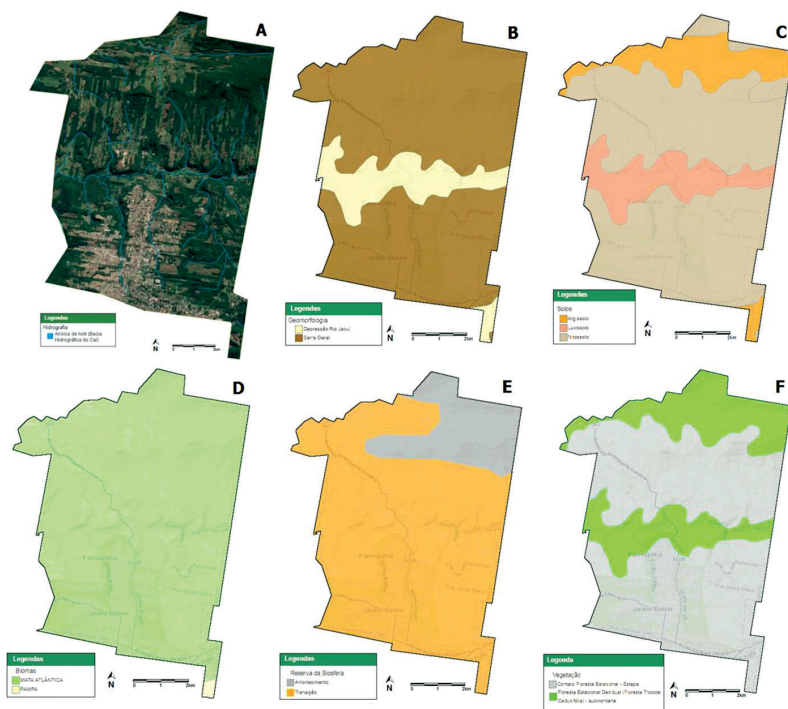 A
Legendas
Hidrografia
Arroios de Ivoti (Bacia
Hidrográfica do Caí)
N
0 1 2km
B
Legendas
Geomorfologia
Depressão Rio Jacuí
Serra Geral
N
0 1 2km
C
Legendas
Solos
Argissolo
Luvissolo
Nitossolo
N
0 1 2km
D
Legendas
Biomas
MATA ATLÂNTICA
PAMPA
N
0 1 2km
E
Legendas
Reserva da Biosfera
Amortecimento
Transição
N
0 1 2km
F
Legenda
Vegetação
Contato Floresta Estacional - Estepe
Floresta Estacional Decidual (Floresta Tropical
Caducifólia) - submontana
N
0 1 2km